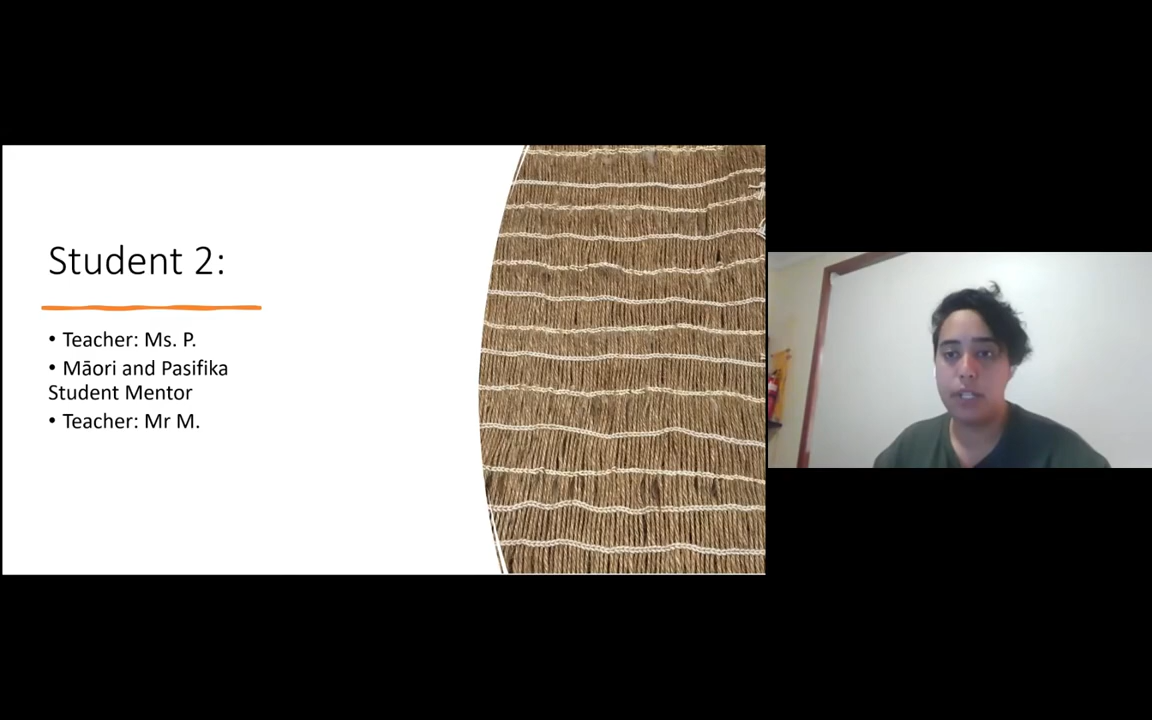 Student 2:
• Teacher: Ms. P.
• Māori and Pasifika
Student Mentor
• Teacher: Mr M.